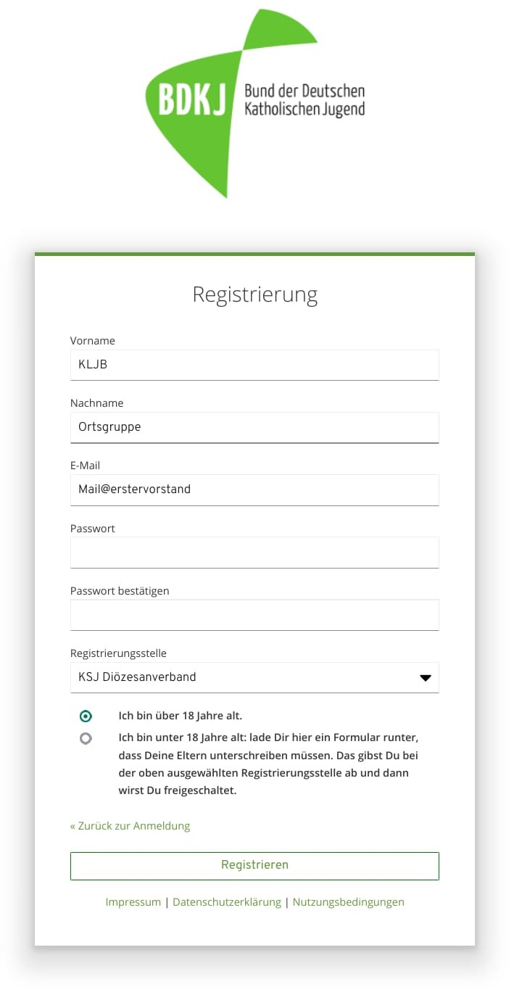 BDKJ
Bund der Deutschen
Katholischen Jugend
Registrierung
Vorname
KLJB
Nachname
Ortsgruppe
E-Mail
Mail@erstervorstand
Passwort
Passwort bestätigen
Registrierungsstelle
KSJ Diözesanverband
Ich bin über 18 Jahre alt.
Ich bin unter 18 Jahre alt: lade Dir hier ein Formular runter,
dass Deine Eltern unterschreiben müssen. Das gibst Du bei
der oben ausgewählten Registrierungsstelle ab und dann
wirst Du freigeschaltet.
« Zurück zur Anmeldung
Registrieren
Impressum | Datenschutzerklärung | Nutzungsbedingungen